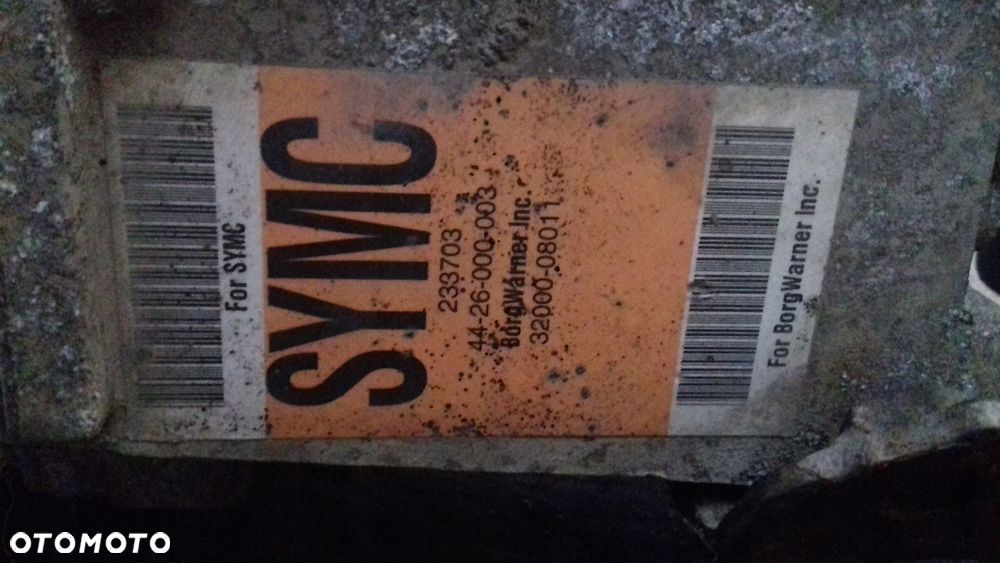 For SYMC
SYMC
233703
44-26-000-003
BorgWarner Inc.
32000-08011
For BorgWarner Inc.
OTOMOTO